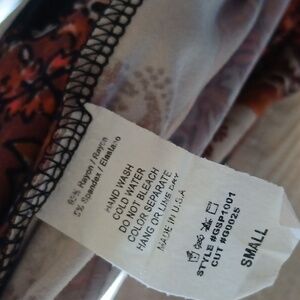 95% Rayon / Rayon
5% Spandex / Elastano
HAND WASH
COLD WATER
DO NOT BLEACH
COLOR SEPARATE
HANG OR LINE DRY
MADE IN U.S.A
STYLE #GSP1001
CUT #00025
SMALL